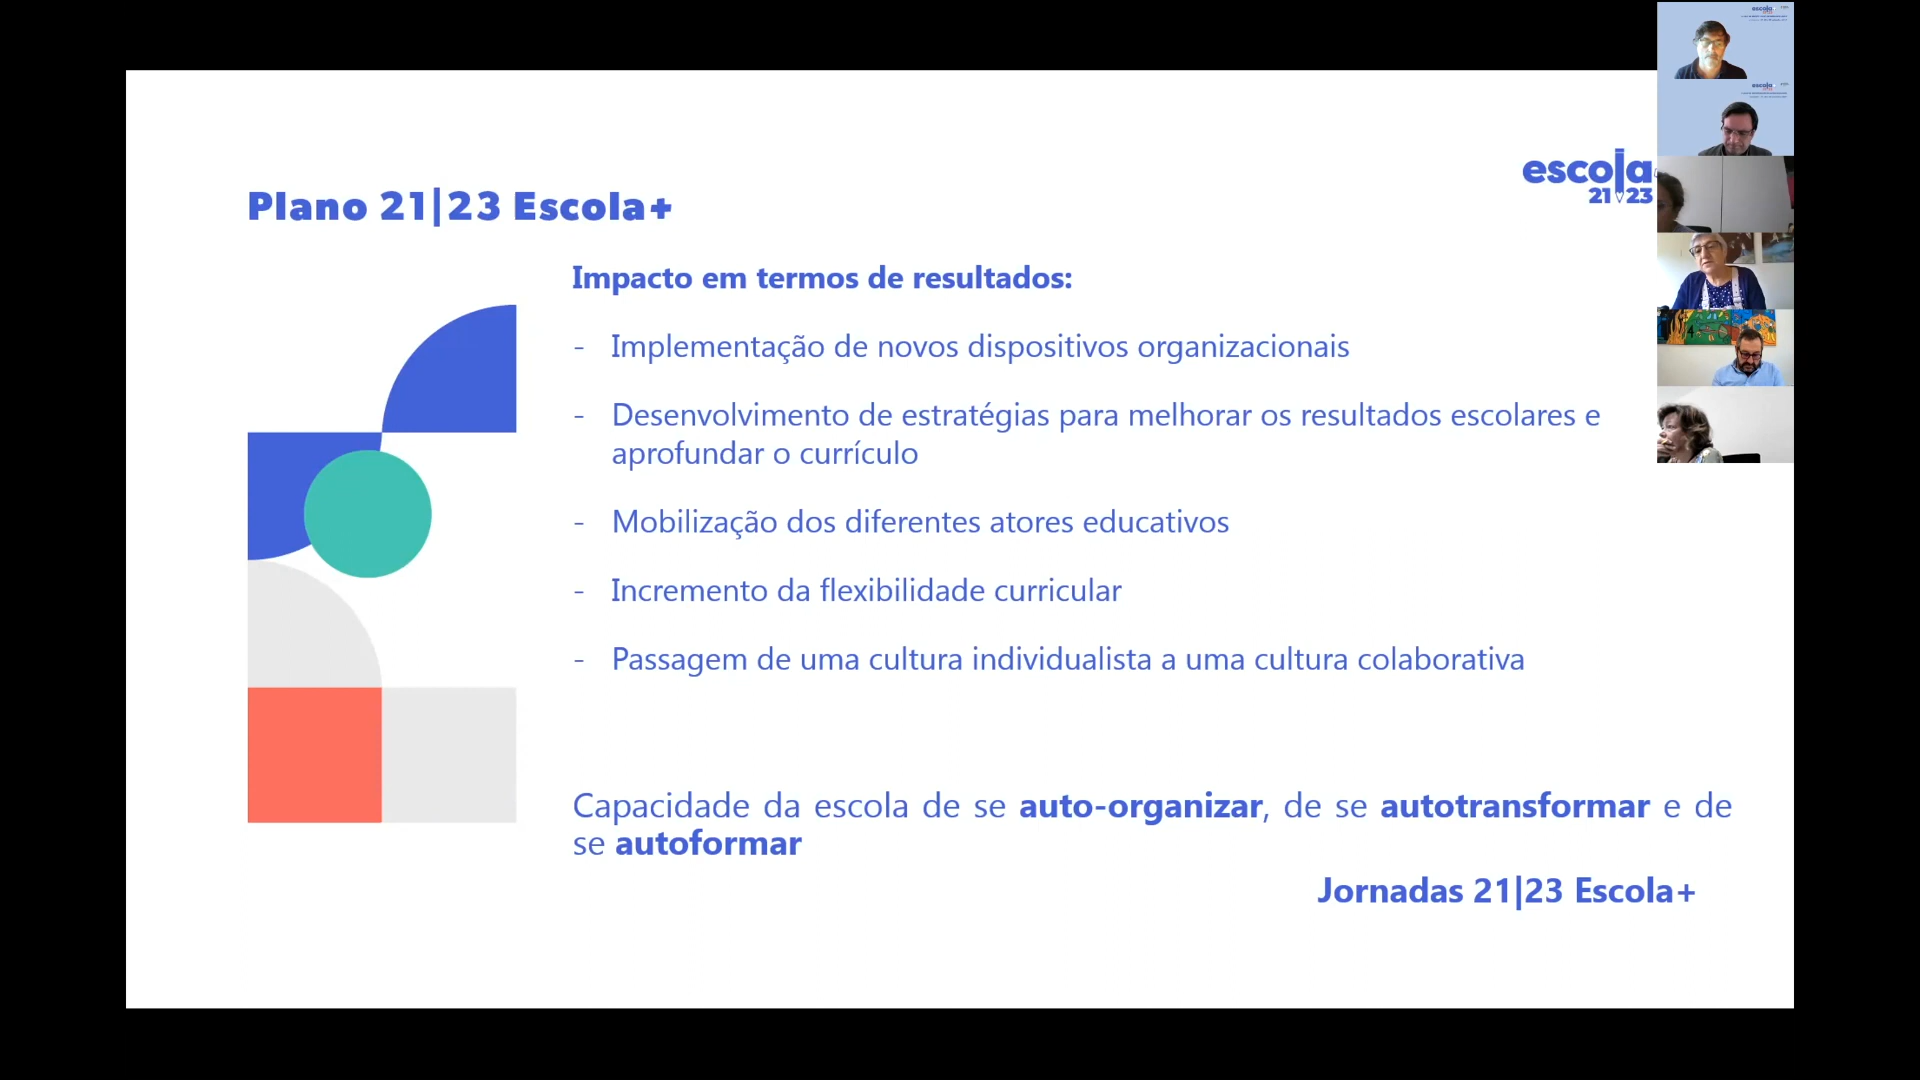 Plano 21|23 Escola+
escola
21 23
Impacto em termos de resultados:
- Implementação de novos dispositivos organizacionais
- Desenvolvimento de estratégias para melhorar os resultados escolares e
aprofundar o currículo
- Mobilização dos diferentes atores educativos
- Incremento da flexibilidade curricular
- Passagem de uma cultura individualista a uma cultura colaborativa
Capacidade da escola de se auto-organizar, de se autotransformar e de
se autoformar
Jornadas 21|23 Escola+
escola
escola